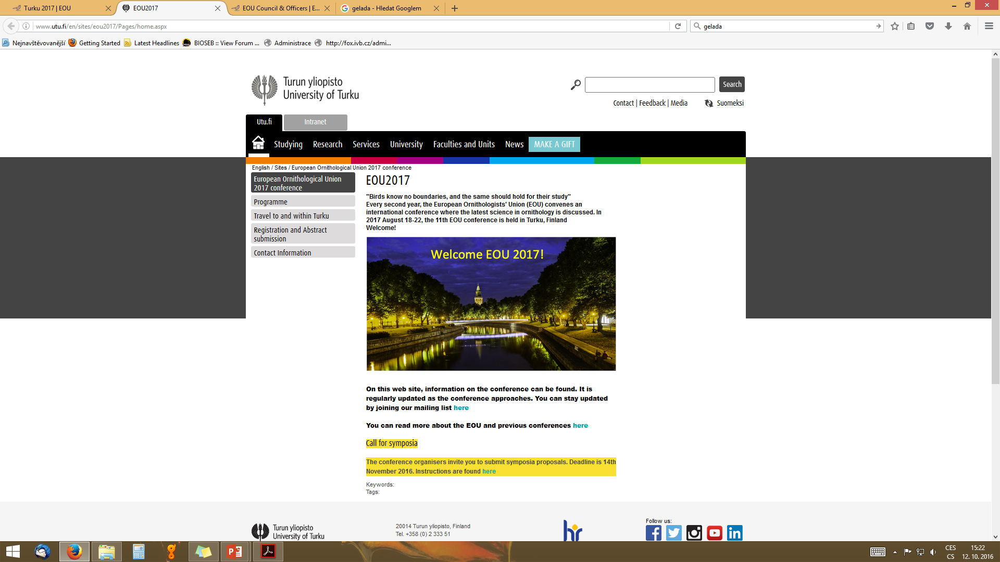 Turku 2017 | EOU
EOU2017
EOU Council & Officers | E...
gelada - Hledat Googlem
www.utu.fi/en/sites/eou2017/Pages/home.aspx
gelada
Nejnavštěvovanější
Getting Started
Latest Headlines
BIOSEB :: View Forum ...
Administrace
http://fox.ivb.cz/admi...
Turun yliopisto
University of Turku
Search
Contact | Feedback | Media
Suomeksi
Utu.fi
Intranet
Studying
Research
Services
University
Faculties and Units
News
MAKE A GIFT
English / Sites / European Ornithological Union 2017 conference
European Ornithological Union
2017 conference
Programme
Travel to and within Turku
Registration and Abstract
submission
Contact Information
EOU2017
"Birds know no boundaries, and the same should hold for their study"
Every second year, the European Ornithologists' Union (EOU) convenes an
international conference where the latest science in ornithology is discussed. In
2017 August 18-22, the 11th EOU conference is held in Turku, Finland
Welcome!
Welcome EOU 2017!
On this web site, information on the conference can be found. It is
regularly updated as the conference approaches. You can stay updated
by joining our mailing list here
You can read more about the EOU and previous conferences here
Call for symposia
The conference organisers invite you to submit symposia proposals. Deadline is 14th
November 2016. Instructions are found here
Keywords:
Tags:
Turun yliopisto
University of Turku
20014 Turun yliopisto, Finland
Tel. +358 (0) 2 333 51
hr
Follow us:
CES
CS
15:22
12. 10. 2016